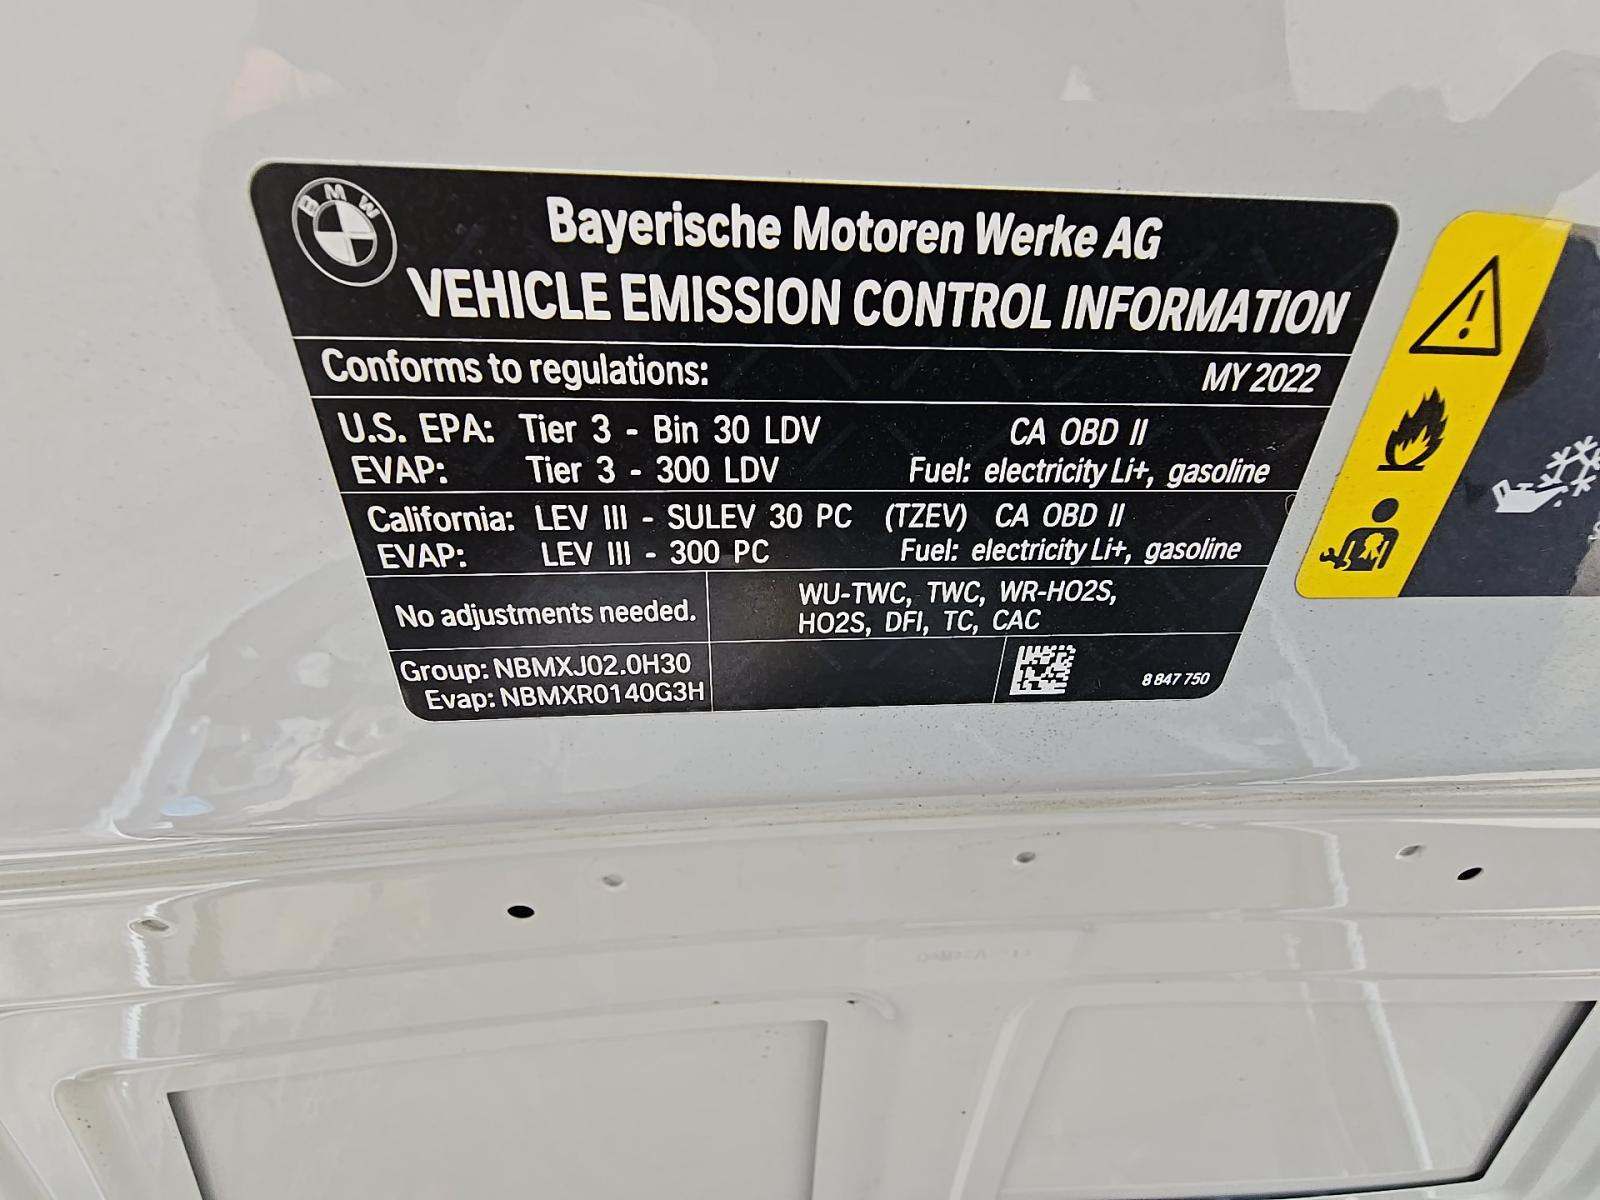 BMW
Bayerische Motoren Werke AG
VEHICLE EMISSION CONTROL INFORMATION
Conforms to regulations: MY 2022
U.S. EPA: Tier 3 - Bin 30 LDV CA OBD II
EVAP: Tier 3 - 300 LDV Fuel: electricity Li+, gasoline
California: LEV III - SULEV 30 PC (TZEV) CA OBD II
EVAP: LEV III - 300 PC Fuel: electricity Li+, gasoline
No adjustments needed.
WU-TWC, TWC, WR-HO2S,
HO2S, DFI, TC, CAC
Group: NBMXJ02.0H30
Evap: NBMXR0140G3H
8 847 750